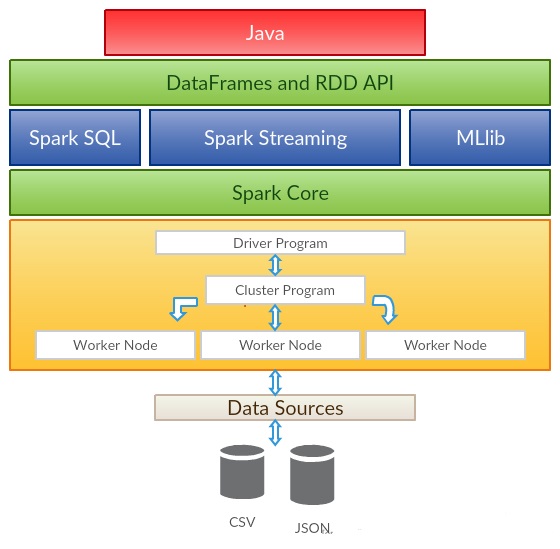 Java
DataFrames and RDD API
Spark SQL
Spark Streaming
MLlib
Spark Core
Driver Program
Cluster Program
Worker Node
Worker Node
Worker Node
Data Sources
CSV
JSON